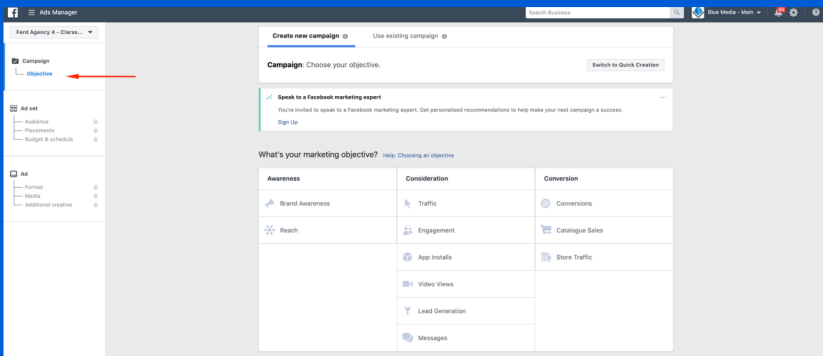 Ads Manager
Search Business
Blue Media - Main
Ferd Agency 4 - Claras...
Campaign
Objective
Ad set
Audience
Placements
Budget & schedule
Ad
Format
Media
Additional creative
Create new campaign
Use existing campaign
Campaign: Choose your objective.
Switch to Quick Creation
Speak to a Facebook marketing expert
You're invited to speak to a Facebook marketing expert. Get personalised recommendations to help make your next campaign a success.
Sign Up
What's your marketing objective? Help: Choosing an objective
Awareness
Consideration
Conversion
Brand Awareness
Traffic
Conversions
Reach
Engagement
Catalogue Sales
App Installs
Store Traffic
Video Views
Lead Generation
Messages